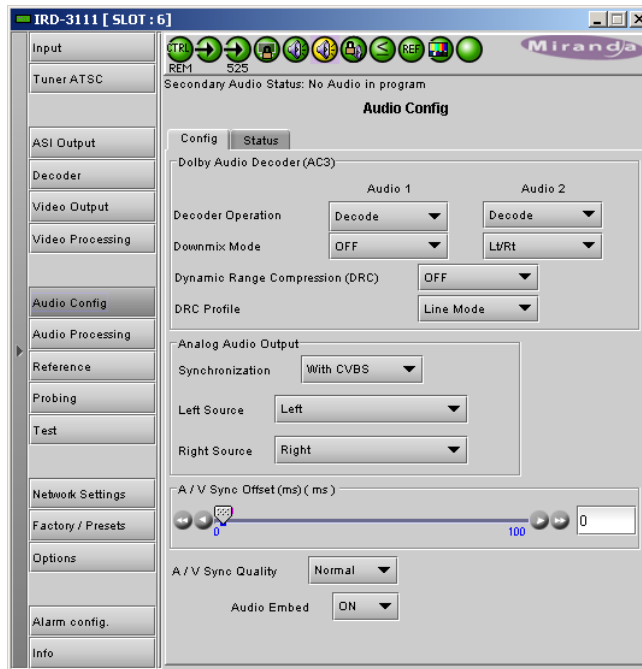 IRD-3111 [ SLOT : 6]
Input
Tuner ATSC
ASI Output
Decoder
Video Output
Video Processing
Audio Config
Audio Processing
Reference
Probing
Test
Network Settings
Factory / Presets
Options
Alarm config.
Info
CTRL
REF
Miranda
REM
525
Secondary Audio Status: No Audio in program
Audio Config
Config Status
Dolby Audio Decoder (AC3)
Audio 1 Audio 2
Decoder Operation Decode Decode
Downmix Mode OFF Lt/Rt
Dynamic Range Compression (DRC) OFF
DRC Profile Line Mode
Analog Audio Output
Synchronization With CVBS
Left Source Left
Right Source Right
A / V Sync Offset (ms) ( ms )
0 100 0
A / V Sync Quality Normal
Audio Embed ON